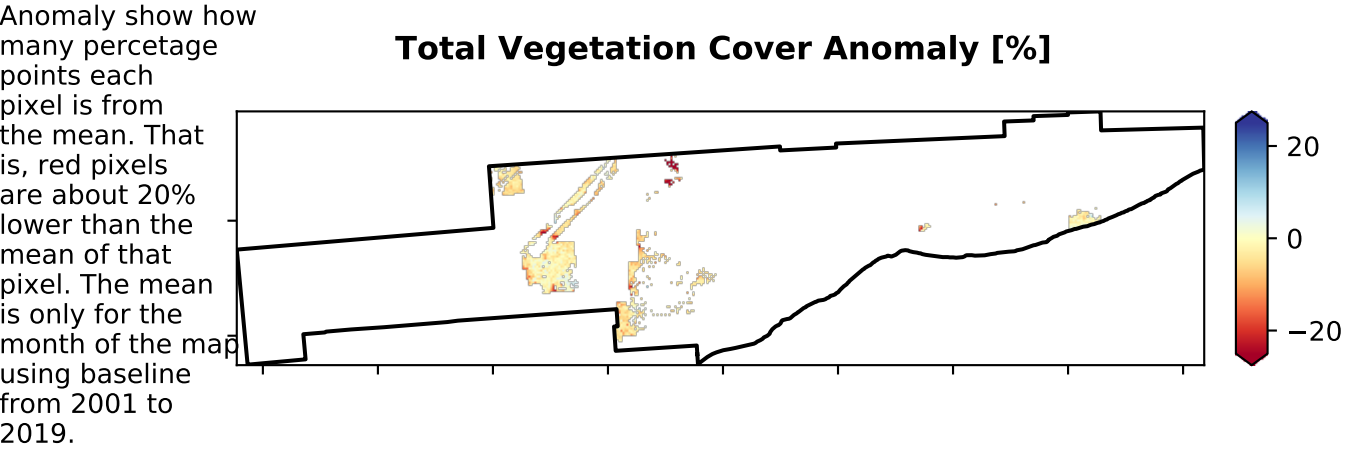 Anomaly show how
many percetage
points each
pixel is from
the mean. That
is, red pixels
are about 20%
lower than the
mean of that
pixel. The mean
is only for the
month of the map
using baseline
from 2001 to
2019.
Total Vegetation Cover Anomaly [%]
20
0
−20